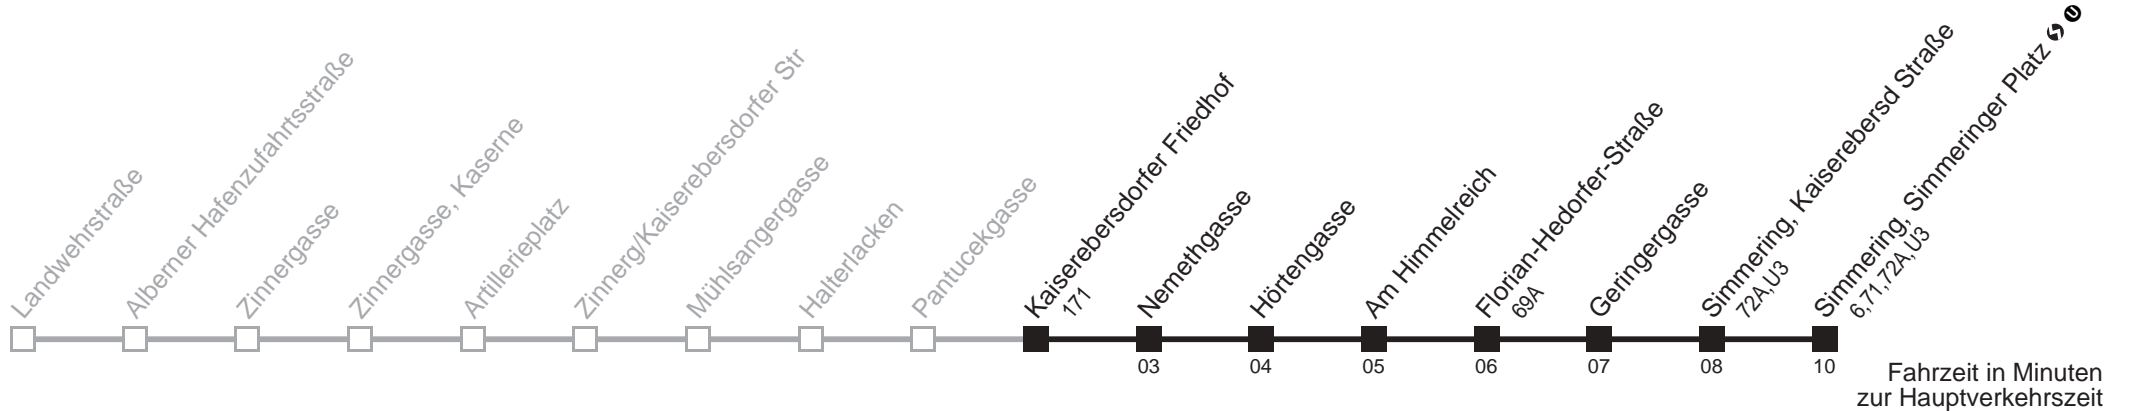 Landwehrstraße
Alberner Hafenzufahrtsstraße
Zinnergasse
Zinnergasse, Kaserne
Artillerieplatz
Zinnerg/Kaiserebersdorfer Str
Mühlsangergasse
Halterlacken
Pantucekgasse
Kaiserebersdorfer Friedhof
171
Nemethgasse
Hörtengasse
Am Himmelreich
Florian-Hedorfer-Straße
69A
Geringergasse
Simmering, Kaiserebersd Straße
72A,U3
Simmering, Simmeringer Platz S U
6,71,72A,U3
03 04 05 06 07 08 10
Fahrzeit in Minuten
zur Hauptverkehrszeit